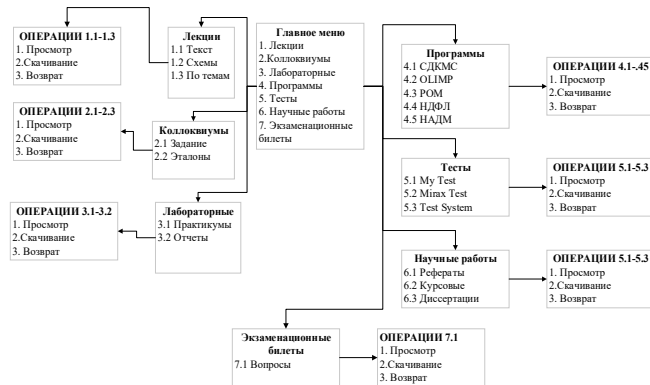 ОПЕРАЦИИ 1.1-1.3
1. Просмотр
2.Скачивание
3. Возврат
Лекции
1.1 Текст
1.2 Схемы
1.3 По темам
Главное меню
1. Лекции
2.Коллоквиумы
3. Лабораторные
4. Программы
5. Тесты
6. Научные работы
7. Экзаменационные
билеты
Программы
4.1 СДКМС
4.2 OLIMP
4.3 РОМ
4.4 НДФЛ
4.5 НАДМ
ОПЕРАЦИИ 4.1-.45
1. Просмотр
2.Скачивание
3. Возврат
ОПЕРАЦИИ 2.1-2.3
1. Просмотр
2.Скачивание
3. Возврат
Коллоквиумы
2.1 Задание
2.2 Эталоны
Тесты
5.1 My Test
5.2 Mirax Test
5.3 Test System
ОПЕРАЦИИ 5.1-5.3
1. Просмотр
2.Скачивание
3. Возврат
ОПЕРАЦИИ 3.1-3.2
1. Просмотр
2.Скачивание
3. Возврат
Лабораторные
3.1 Практикумы
3.2 Отчеты
Научные работы
6.1 Рефераты
6.2 Курсовые
6.3 Диссертации
ОПЕРАЦИИ 5.1-5.3
1. Просмотр
2.Скачивание
3. Возврат
Экзаменационные
билеты
7.1 Вопросы
ОПЕРАЦИИ 7.1
1. Просмотр
2. Скачивание
3. Возврат